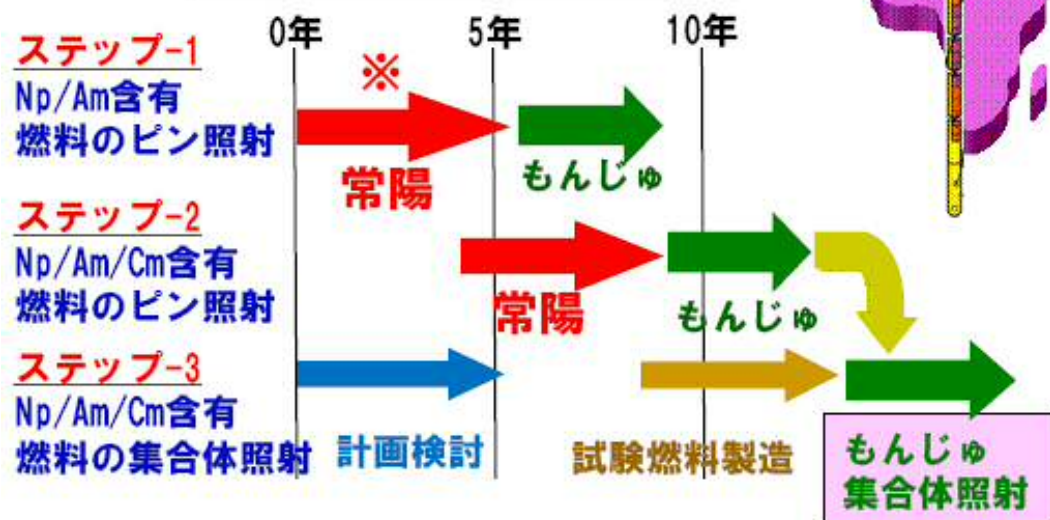 0年 5年 10年
ステップ-1
※
Np/Am含有
燃料のピン照射
常陽
もんじゅ
ステップ-2
Np/Am/Cm含有
燃料のピン照射
常陽
もんじゅ
ステップ-3
Np/Am/Cm含有
燃料の集合体照射
計画検討
試験燃料製造
もんじゅ
集合体照射